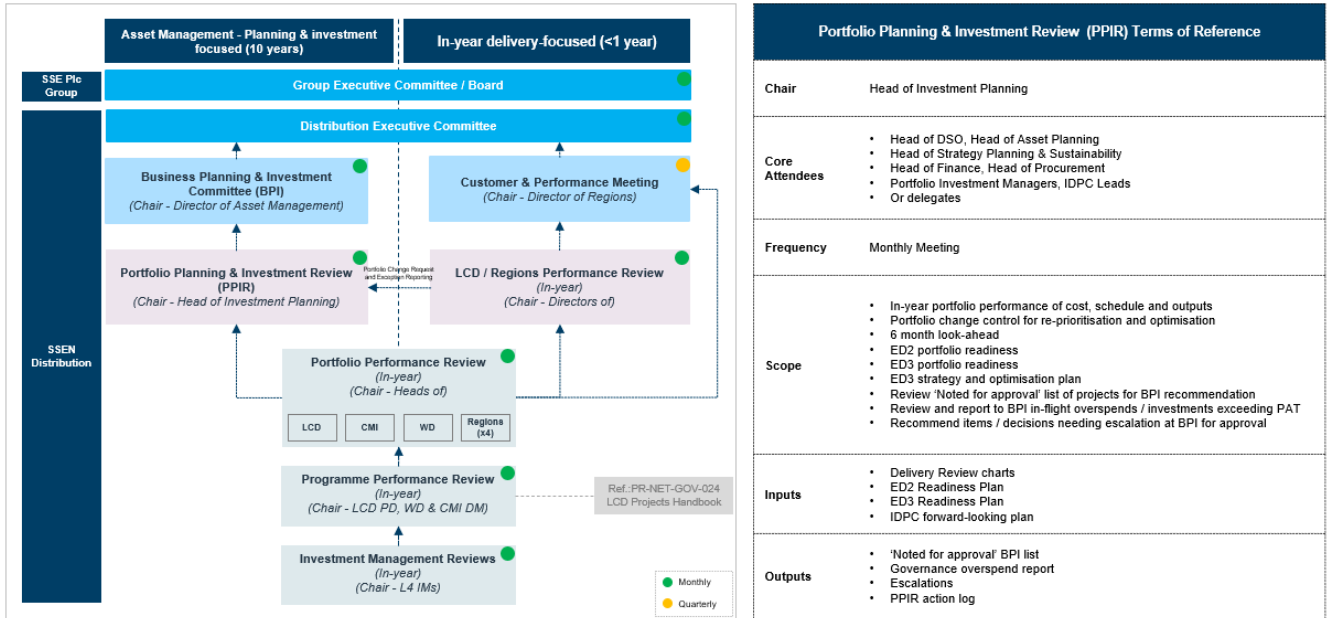 Asset Management - Planning & investment
focused (10 years)
In-year delivery-focused (<1 year)
SSE Plc
Group
Group Executive Committee / Board
SSEN
Distribution
Distribution Executive Committee
Business Planning & Investment
Committee (BPI)
(Chair - Director of Asset Management)
Customer & Performance Meeting
(Chair - Director of Regions)
Portfolio Planning & Investment Review
(PPIR)
(Chair - Head of Investment Planning)
Portfolio Change Request
and Exception Reporting
LCD / Regions Performance Review
(In-year)
(Chair - Directors of)
Portfolio Performance Review
(In-year)
(Chair - Heads of)
LCD
CMI
WD
Regions
(x4)
Programme Performance Review
(In-year)
(Chair - LCD PD, WD & CMI DM)
Ref.:PR-NET-GOV-024
LCD Projects Handbook
Investment Management Reviews
(In-year)
(Chair - L4 IMs)
Monthly
Quarterly
Portfolio Planning & Investment Review (PPIR) Terms of Reference
Chair
Head of Investment Planning
Core
Attendees
• Head of DSO, Head of Asset Planning
• Head of Strategy Planning & Sustainability
• Head of Finance, Head of Procurement
• Portfolio Investment Managers, IDPC Leads
• Or delegates
Frequency
Monthly Meeting
Scope
• In-year portfolio performance of cost, schedule and outputs
• Portfolio change control for re-prioritisation and optimisation
• 6 month look-ahead
• ED2 portfolio readiness
• ED3 portfolio readiness
• ED3 strategy and optimisation plan
• Review ‘Noted for approval’ list of projects for BPI recommendation
• Review and report to BPI in-flight overspends / investments exceeding PAT
• Recommend items / decisions needing escalation at BPI for approval
Inputs
• Delivery Review charts
• ED2 Readiness Plan
• ED3 Readiness Plan
• IDPC forward-looking plan
Outputs
• ‘Noted for approval’ BPI list
• Governance overspend report
• Escalations
• PPIR action log